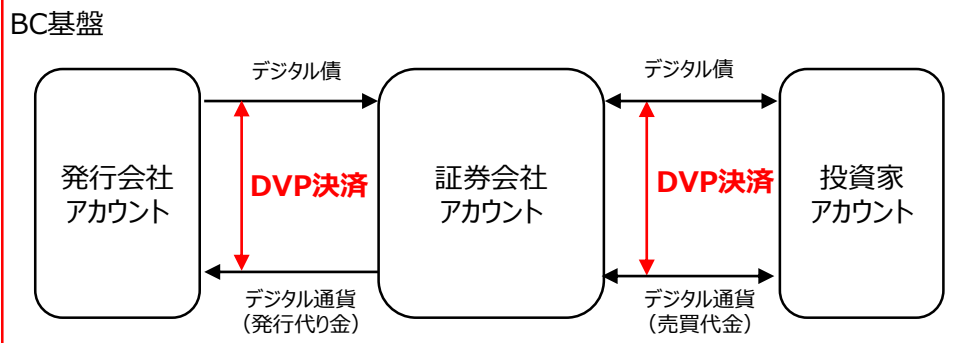 BC基盤
デジタル債
デジタル債
発行会社
アカウント
DVP決済
証券会社
アカウント
DVP決済
投資家
アカウント
デジタル通貨
（発行代り金）
デジタル通貨
（売買代金）